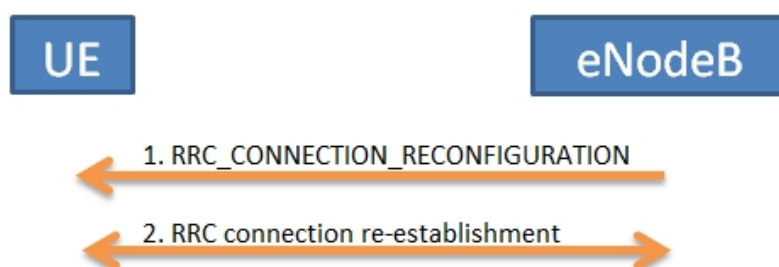 UE
eNodeB
1. RRC_CONNECTION_RECONFIGURATION
2. RRC connection re-establishment